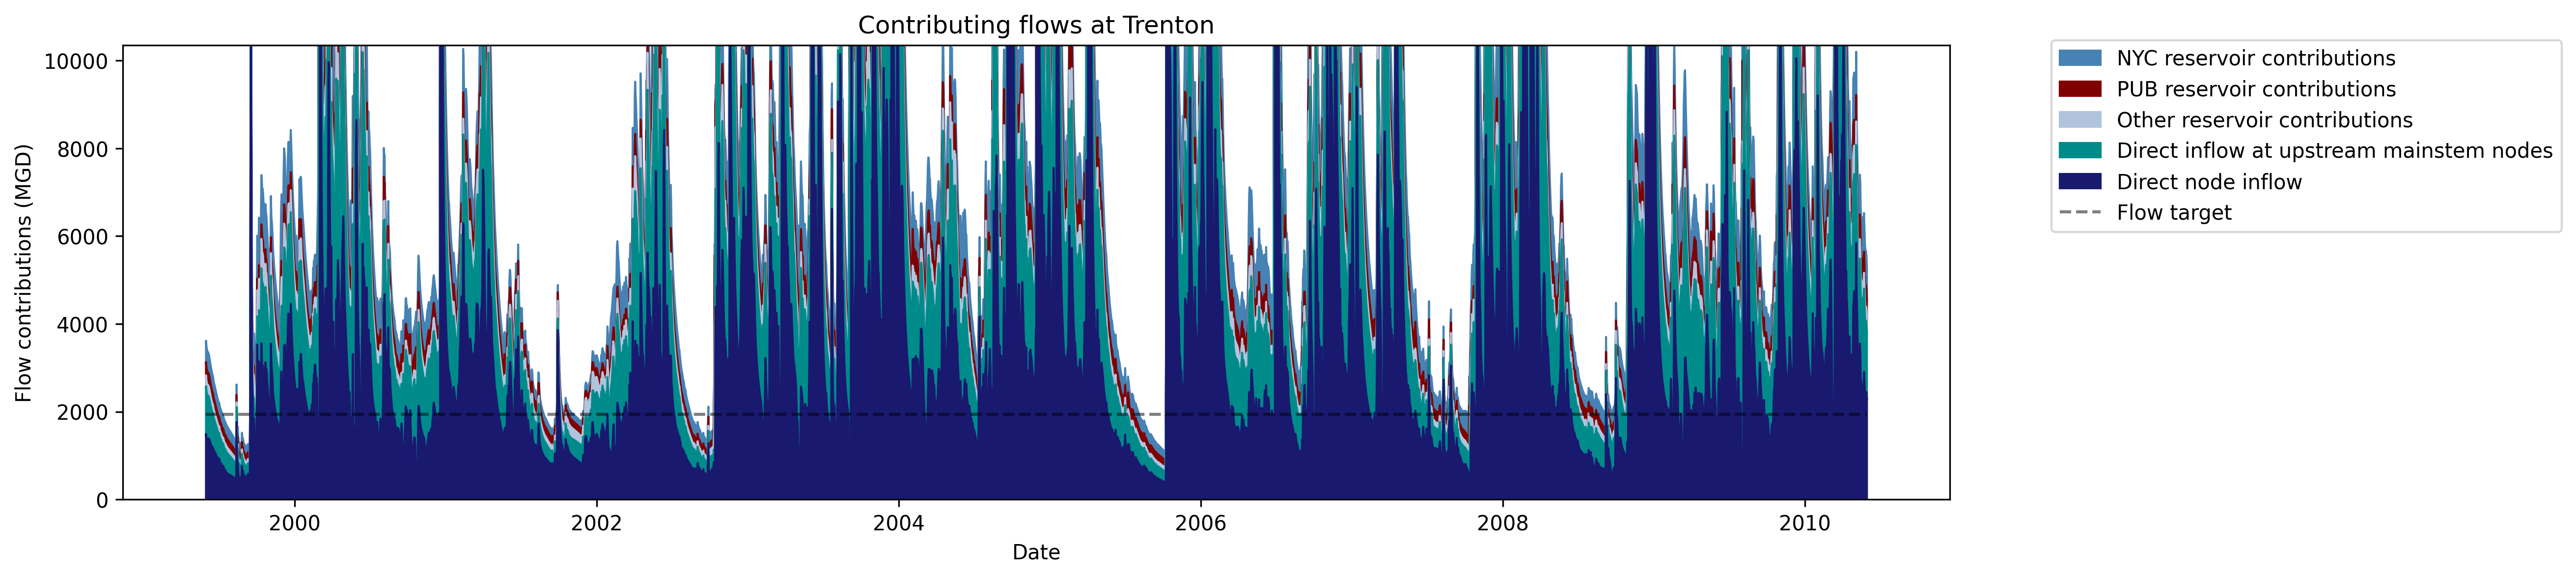 Contributing flows at Trenton
Flow contributions (MGD)
10000
8000
6000
4000
2000
0
2000
2002
2004
2006
2008
2010
Date
NYC reservoir contributions
PUB reservoir contributions
Other reservoir contributions
Direct inflow at upstream mainstem nodes
Direct node inflow
Flow target